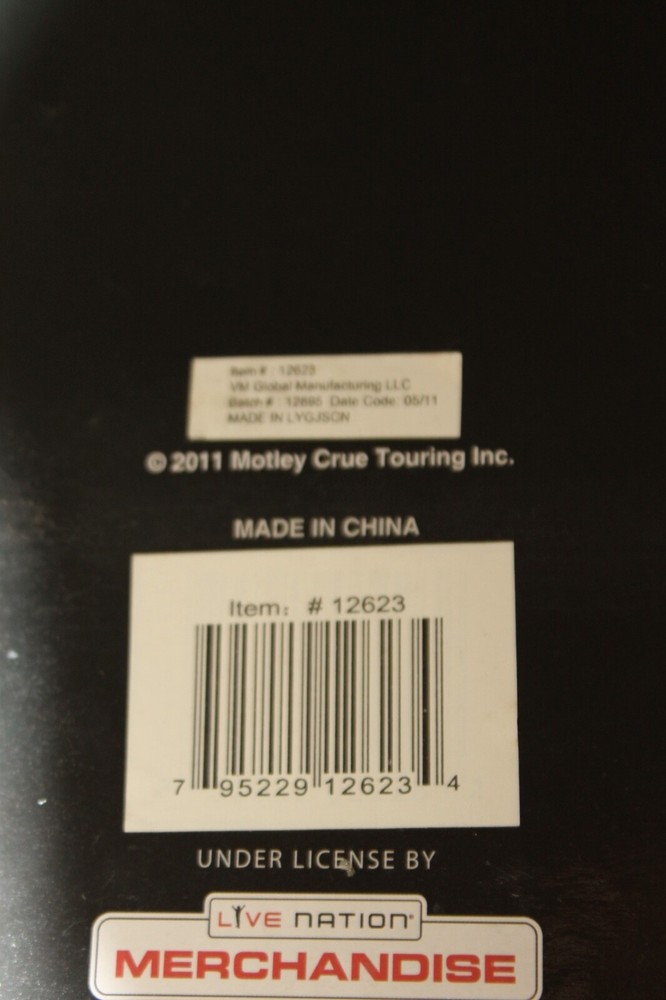 Item # : 12623
VM Global Manufacturing LLC
Batch # : 12895 Date Code: 05/11
MADE IN LYGJSCN
© 2011 Motley Crue Touring Inc.
MADE IN CHINA
Item: # 12623
7 95229 12623 4
UNDER LICENSE BY
LIVE NATION®
MERCHANDISE